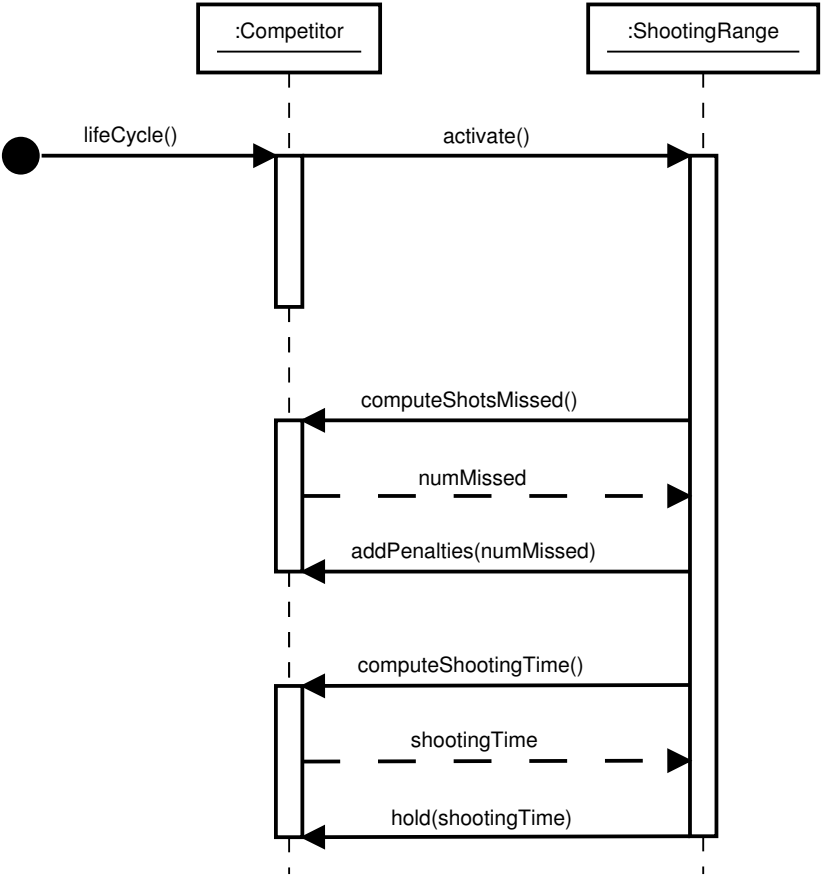 :Competitor
:ShootingRange
lifeCycle()
activate()
computeShotsMissed()
numMissed
addPenalties(numMissed)
computeShootingTime()
shootingTime
hold(shootingTime)